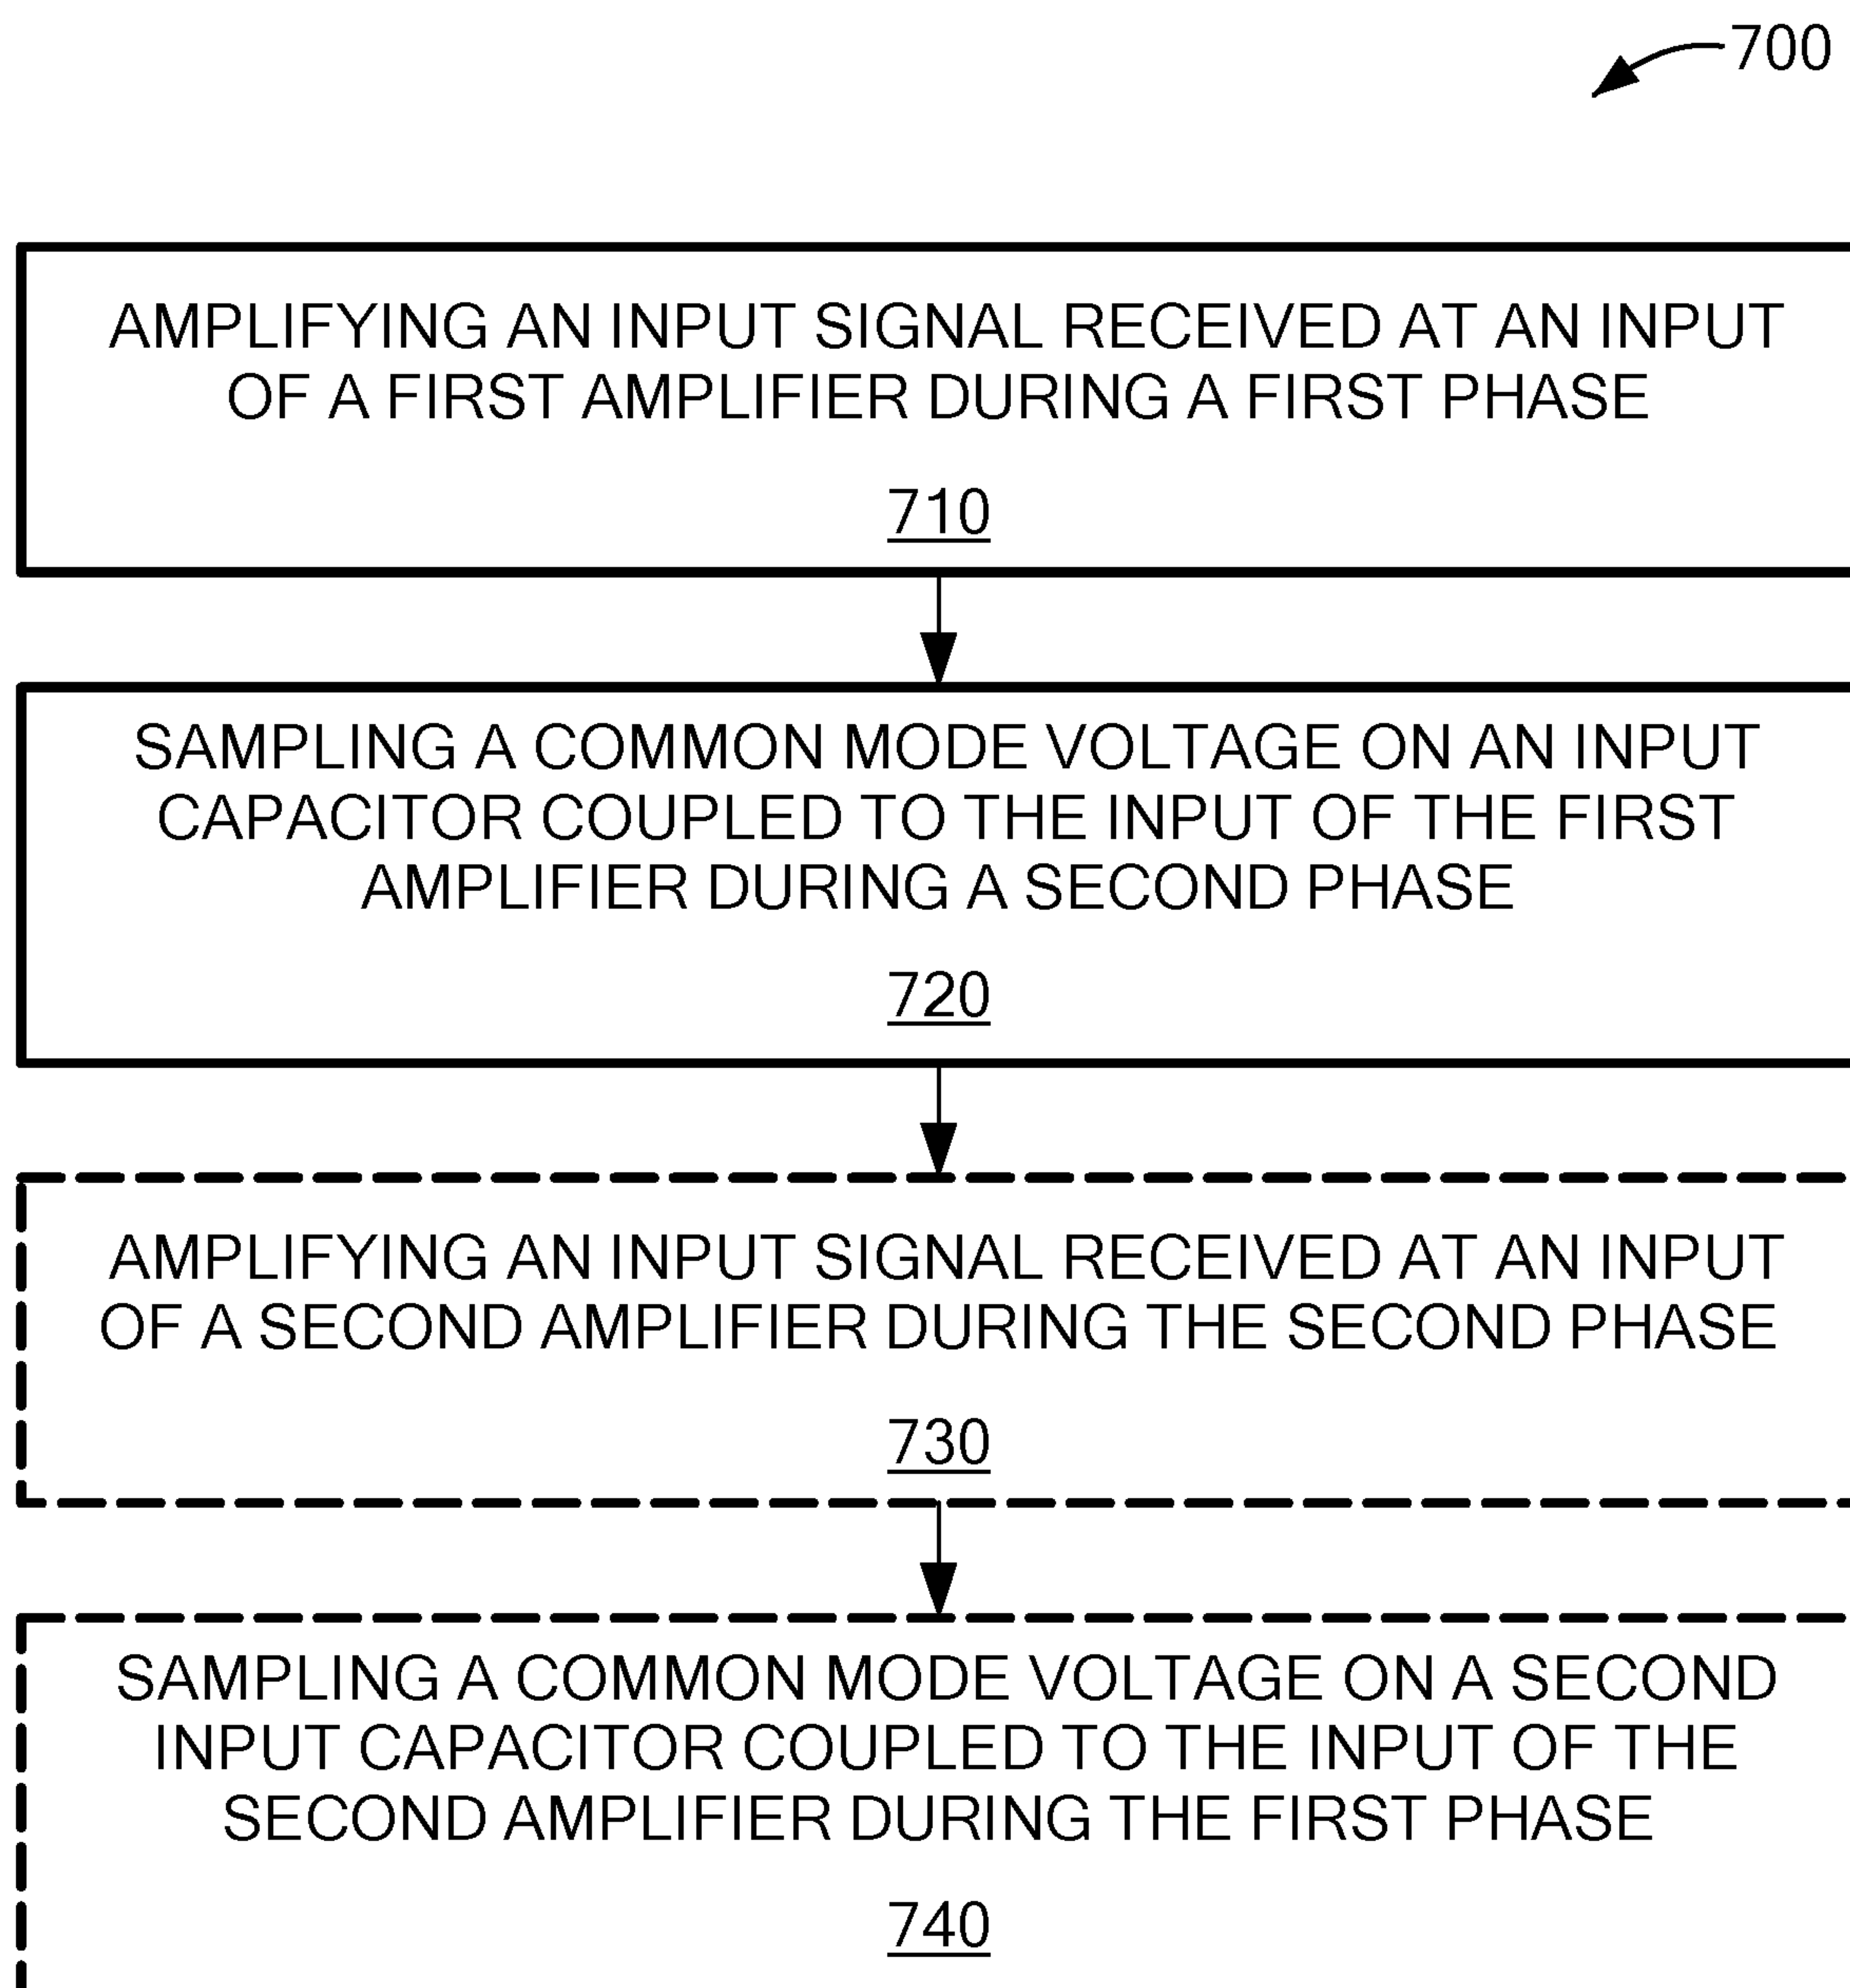 700
AMPLIFYING AN INPUT SIGNAL RECEIVED AT AN INPUT
OF A FIRST AMPLIFIER DURING A FIRST PHASE
710
SAMPLING A COMMON MODE VOLTAGE ON AN INPUT
CAPACITOR COUPLED TO THE INPUT OF THE FIRST
AMPLIFIER DURING A SECOND PHASE
720
AMPLIFYING AN INPUT SIGNAL RECEIVED AT AN INPUT
OF A SECOND AMPLIFIER DURING THE SECOND PHASE
730
SAMPLING A COMMON MODE VOLTAGE ON A SECOND
INPUT CAPACITOR COUPLED TO THE INPUT OF THE
SECOND AMPLIFIER DURING THE FIRST PHASE
740